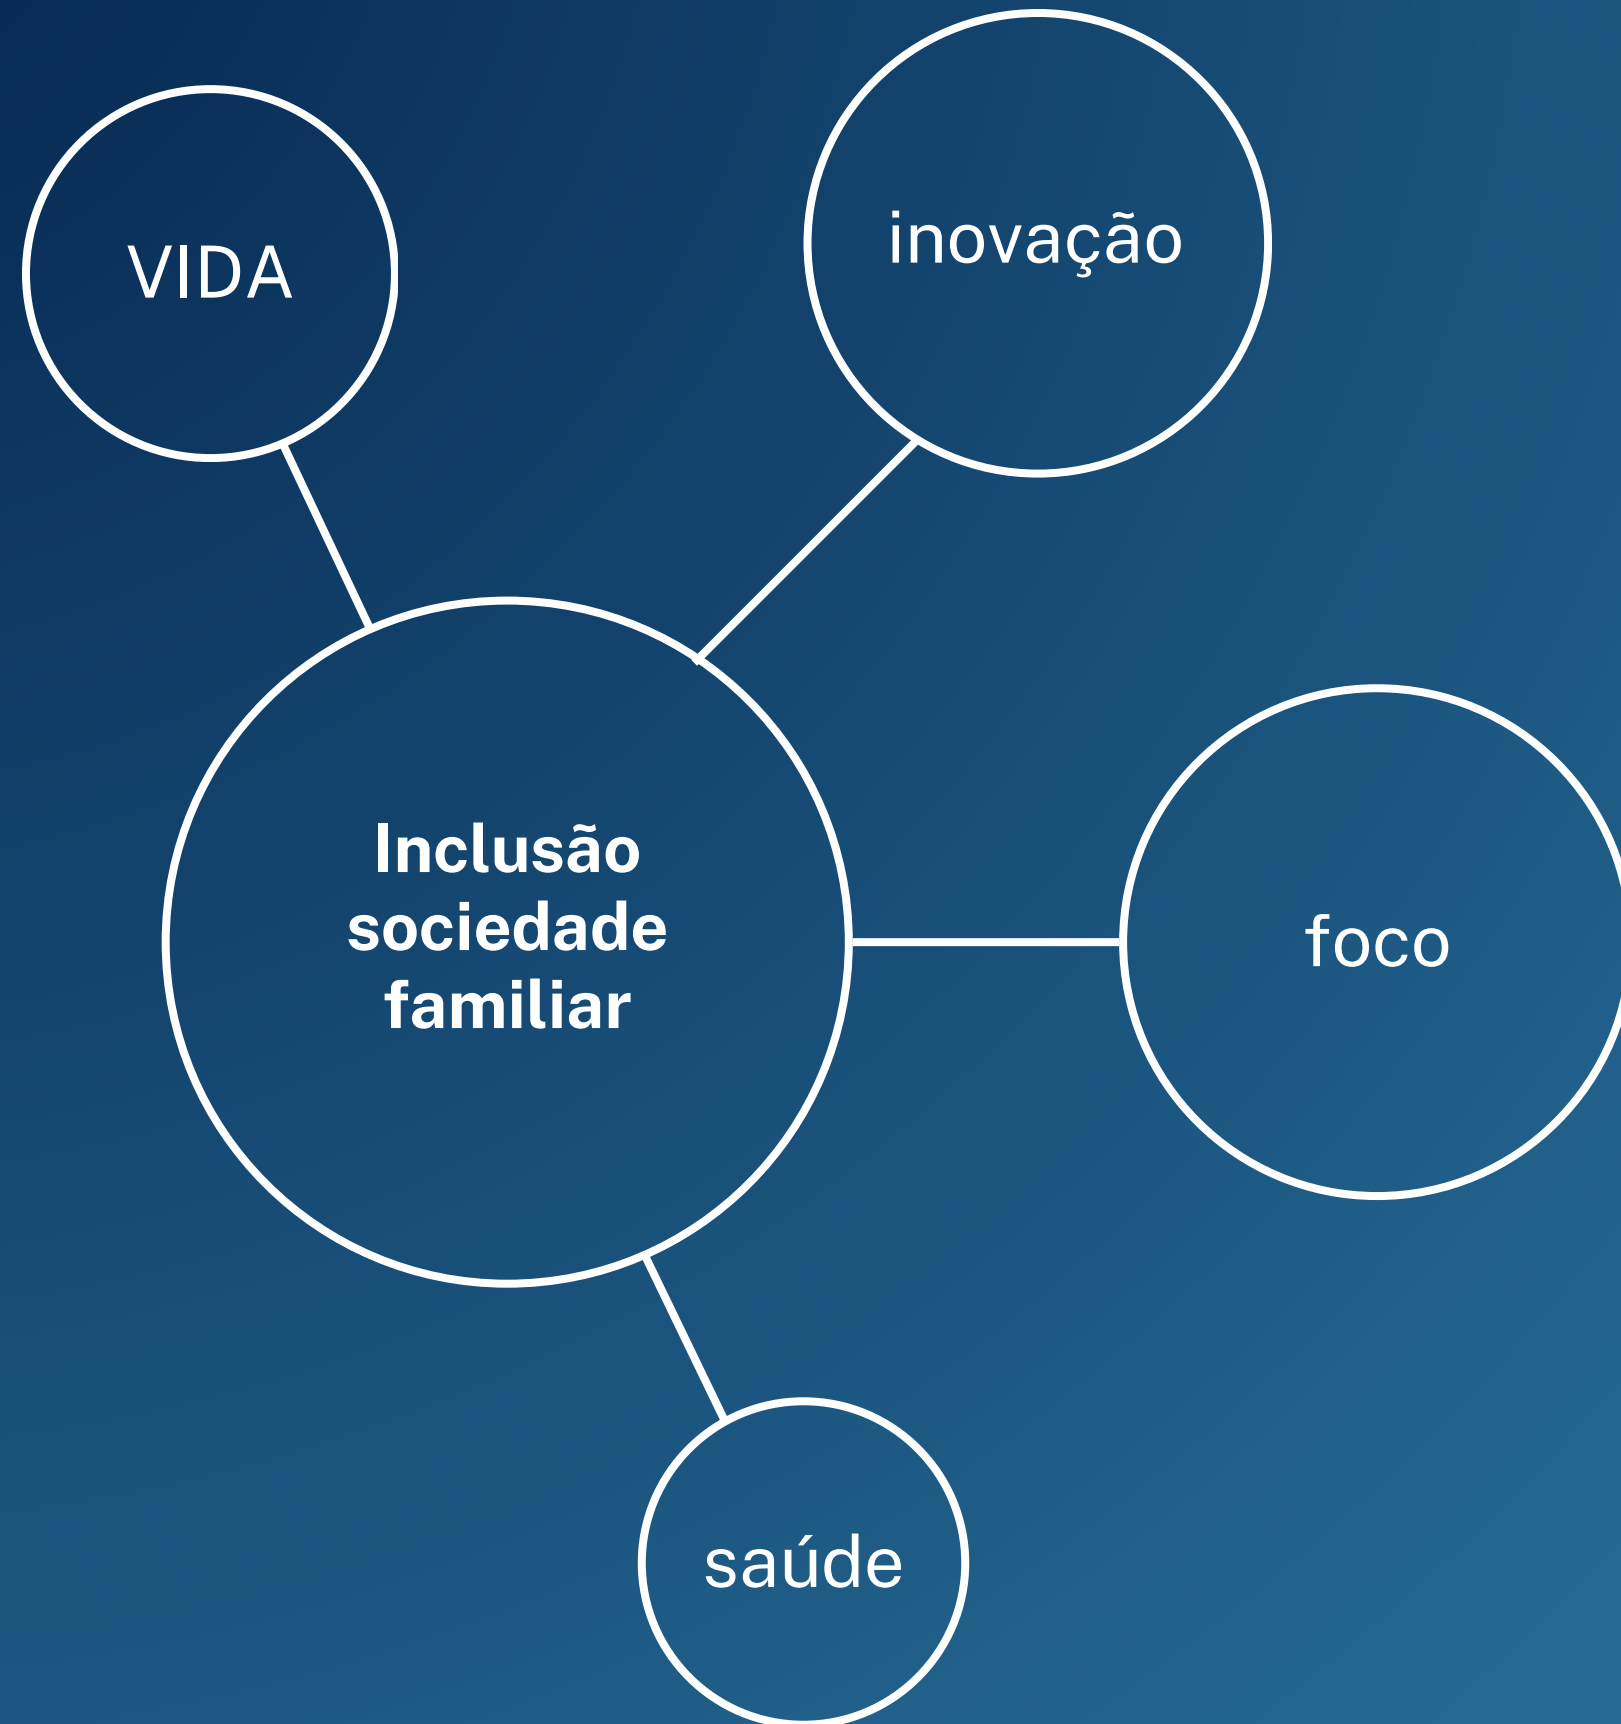 VIDA
inovação
Inclusão
sociedade
familiar
foco
saúde